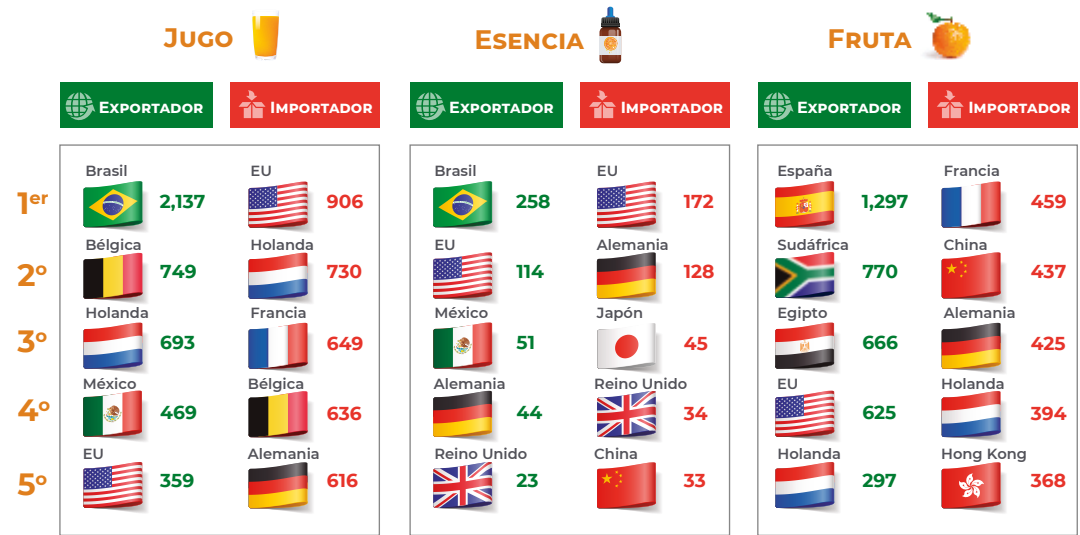 Jugo
Esencia
Fruta
Exportador Importador
Exportador Importador
Exportador Importador
1er
Brasil 2,137 EU 906
Brasil 258 EU 172
España 1,297 Francia 459
2º
Bélgica 749 Holanda 730
EU 114 Alemania 128
Sudáfrica 770 China 437
3º
Holanda 693 Francia 649
México 51 Japón 45
Egipto 666 Alemania 425
4º
México 469 Bélgica 636
Alemania 44 Reino Unido 34
EU 625 Holanda 394
5º
EU 359 Alemania 616
Reino Unido 23 China 33
Holanda 297 Hong Kong 368